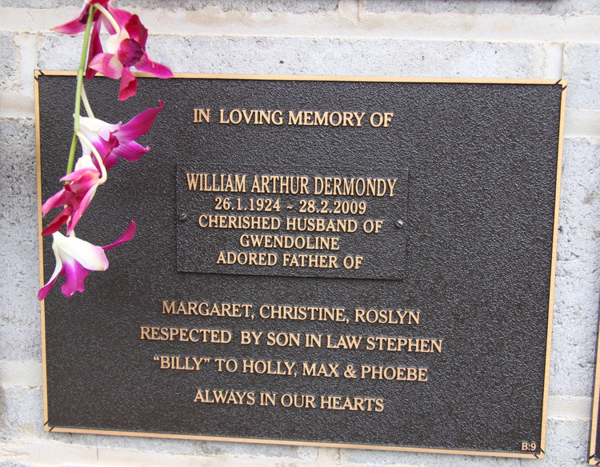 IN LOVING MEMORY OF
WILLIAM ARTHUR DERMONDY
26.1.1924 ~ 28.2.2009
CHERISHED HUSBAND OF
GWENDOLINE
ADORED FATHER OF
MARGARET, CHRISTINE, ROSLYN
RESPECTED BY SON IN LAW STEPHEN
“BILLY” TO HOLLY, MAX & PHOEBE
ALWAYS IN OUR HEARTS
B:9